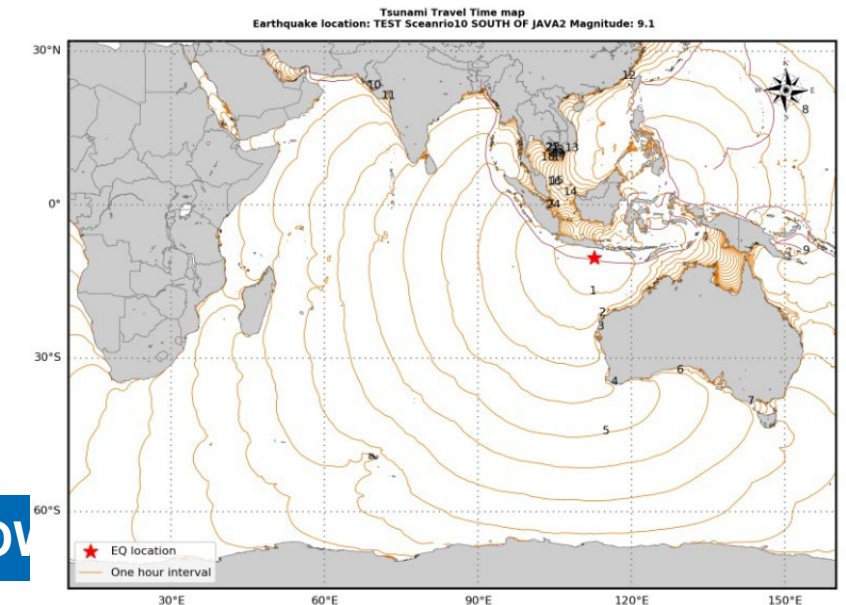 Tsunami Travel Time map
Earthquake location: TEST Sceanrio10 SOUTH OF JAVA2 Magnitude: 9.1
30°N
12
10
11
W E
8
13
14
0°
9
1
2
3
30°S
6
4
7
5
60°S
EQ location
One hour interval
30°E 60°E 90°E 120°E 150°E